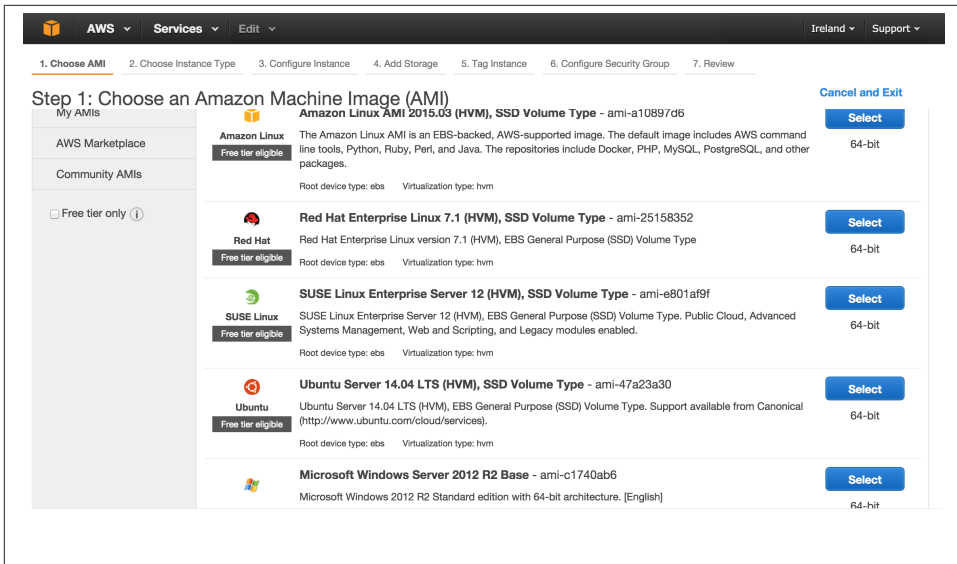 AWS Services Edit Ireland Support
1. Choose AMI 2. Choose Instance Type 3. Configure Instance 4. Add Storage 5. Tag Instance 6. Configure Security Group 7. Review
Step 1: Choose an Amazon Machine Image (AMI)
Cancel and Exit
My AMIs
AWS Marketplace
Community AMIs
Free tier only
Amazon Linux
Free tier eligible
Amazon Linux AMI 2015.03 (HVM), SSD Volume Type - ami-a10897d6
The Amazon Linux AMI is an EBS-backed, AWS-supported image. The default image includes AWS command
line tools, Python, Ruby, Perl, and Java. The repositories include Docker, PHP, MySQL, PostgreSQL, and other
packages.
Root device type: ebs Virtualization type: hvm
Select
64-bit
Red Hat
Free tier eligible
Red Hat Enterprise Linux 7.1 (HVM), SSD Volume Type - ami-25158352
Red Hat Enterprise Linux version 7.1 (HVM), EBS General Purpose (SSD) Volume Type
Root device type: ebs Virtualization type: hvm
Select
64-bit
SUSE Linux
Free tier eligible
SUSE Linux Enterprise Server 12 (HVM), SSD Volume Type - ami-e801af9f
SUSE Linux Enterprise Server 12 (HVM), EBS General Purpose (SSD) Volume Type. Public Cloud, Advanced
Systems Management, Web and Scripting, and Legacy modules enabled.
Root device type: ebs Virtualization type: hvm
Select
64-bit
Ubuntu
Free tier eligible
Ubuntu Server 14.04 LTS (HVM), SSD Volume Type - ami-47a23a30
Ubuntu Server 14.04 LTS (HVM), EBS General Purpose (SSD) Volume Type. Support available from Canonical
(http://www.ubuntu.com/cloud/services).
Root device type: ebs Virtualization type: hvm
Select
64-bit
Microsoft Windows Server 2012 R2 Base - ami-c1740ab6
Microsoft Windows 2012 R2 Standard edition with 64-bit architecture. [English]
Select
64-bit